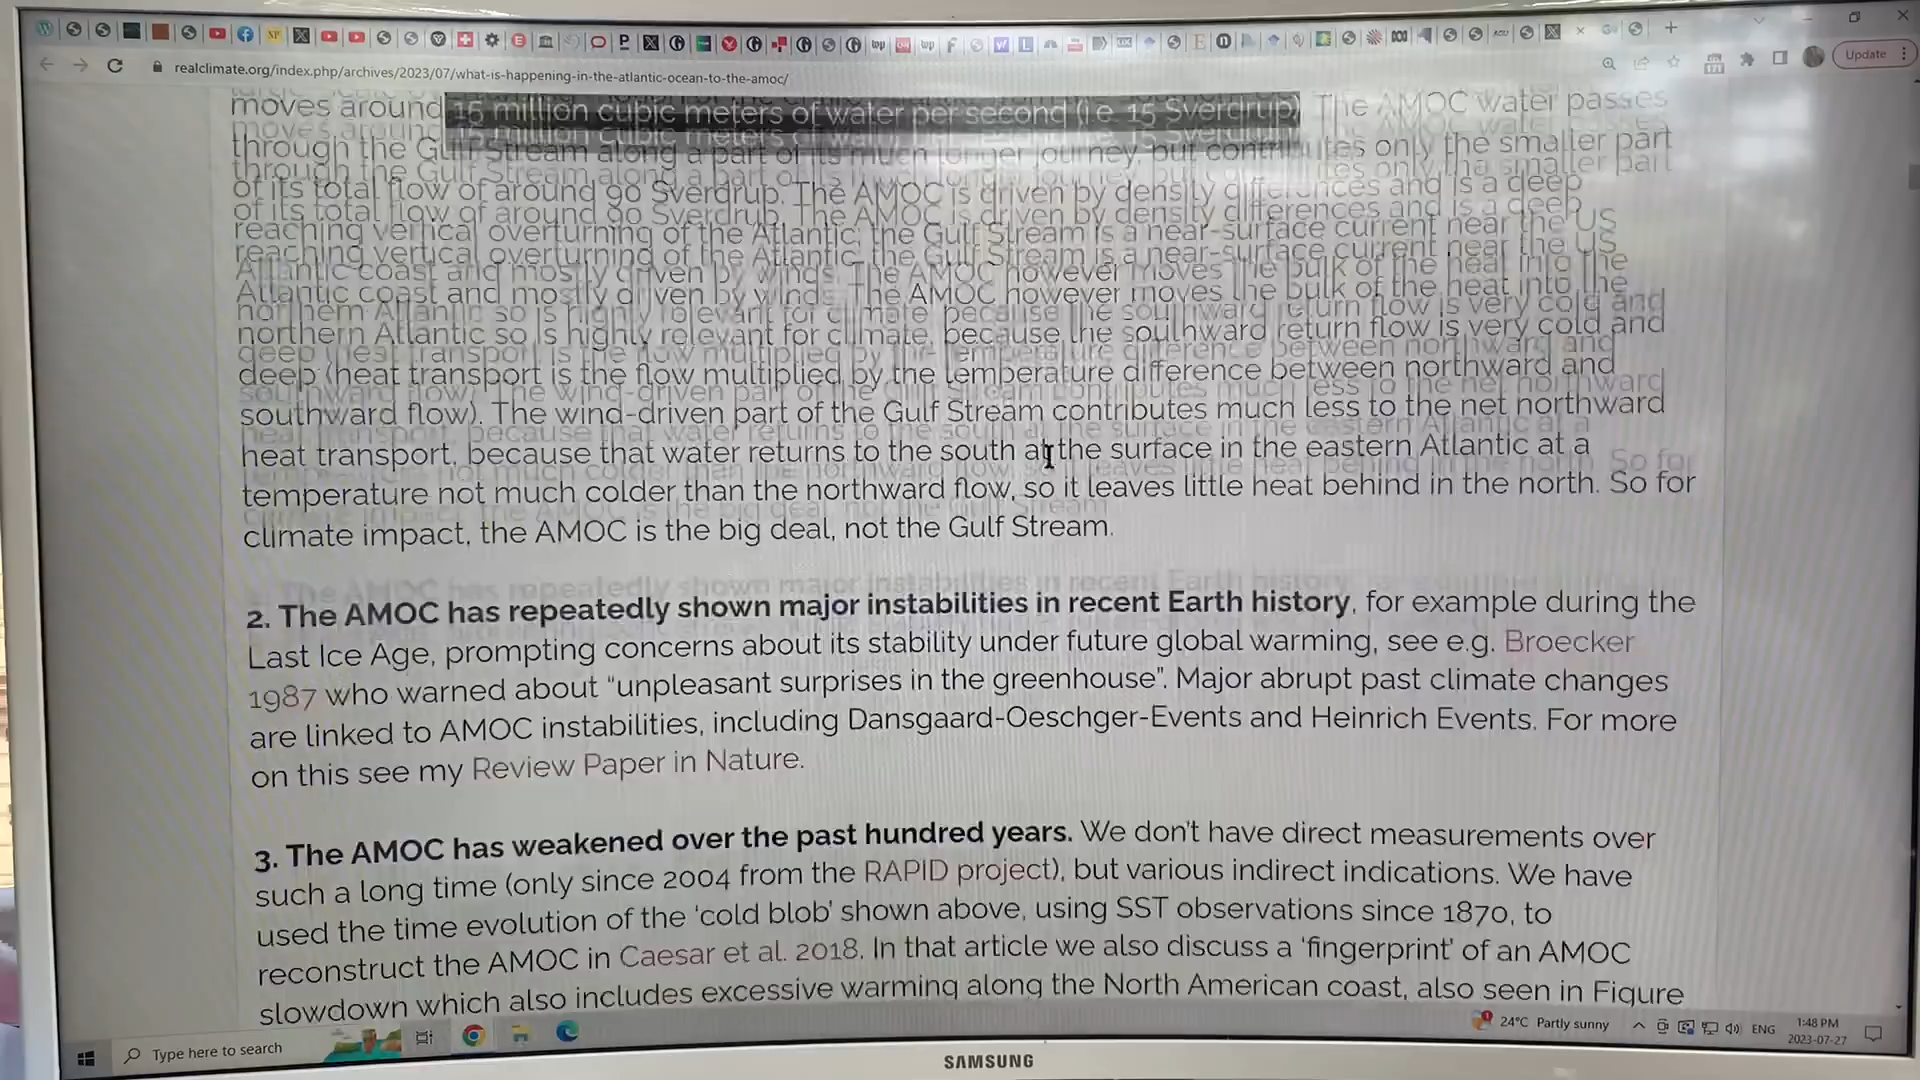 realclimate.org/index.php/archives/2023/07/what-is-happening-in-the-atlantic-ocean-to-the-amoc/
Update
moves around 15 million cubic meters of water per second (i.e. 15 Sverdrup). The AMOC water passes
through the Gulf Stream along a part of its much longer journey, but contributes only the smaller part
of its total flow of around 90 Sverdrup. The AMOC is driven by density differences and is a deep
reaching vertical overturning of the Atlantic, the Gulf Stream is a near-surface current near the US
Atlantic coast and mostly driven by winds. The AMOC however moves the bulk of the heat into the
northern Atlantic so is highly relevant for climate, because the southward return flow is very cold and
deep (heat transport is the flow multiplied by the temperature difference between northward and
southward flow). The wind-driven part of the Gulf Stream contributes much less to the net northward
heat transport, because that water returns to the south at the surface in the eastern Atlantic at a
temperature not much colder than the northward flow, so it leaves little heat behind in the north. So for
climate impact, the AMOC is the big deal, not the Gulf Stream.
2. The AMOC has repeatedly shown major instabilities in recent Earth history, for example during the
Last Ice Age, prompting concerns about its stability under future global warming, see e.g. Broecker
1987 who warned about “unpleasant surprises in the greenhouse”. Major abrupt past climate changes
are linked to AMOC instabilities, including Dansgaard-Oeschger-Events and Heinrich Events. For more
on this see my Review Paper in Nature.
3. The AMOC has weakened over the past hundred years. We don't have direct measurements over
such a long time (only since 2004 from the RAPID project), but various indirect indications. We have
used the time evolution of the ‘cold blob’ shown above, using SST observations since 1870, to
reconstruct the AMOC in Caesar et al. 2018. In that article we also discuss a ‘fingerprint’ of an AMOC
slowdown which also includes excessive warming along the North American coast, also seen in Figure
Type here to search
24°C Partly sunny
ENG
1:48 PM
2023-07-27
SAMSUNG